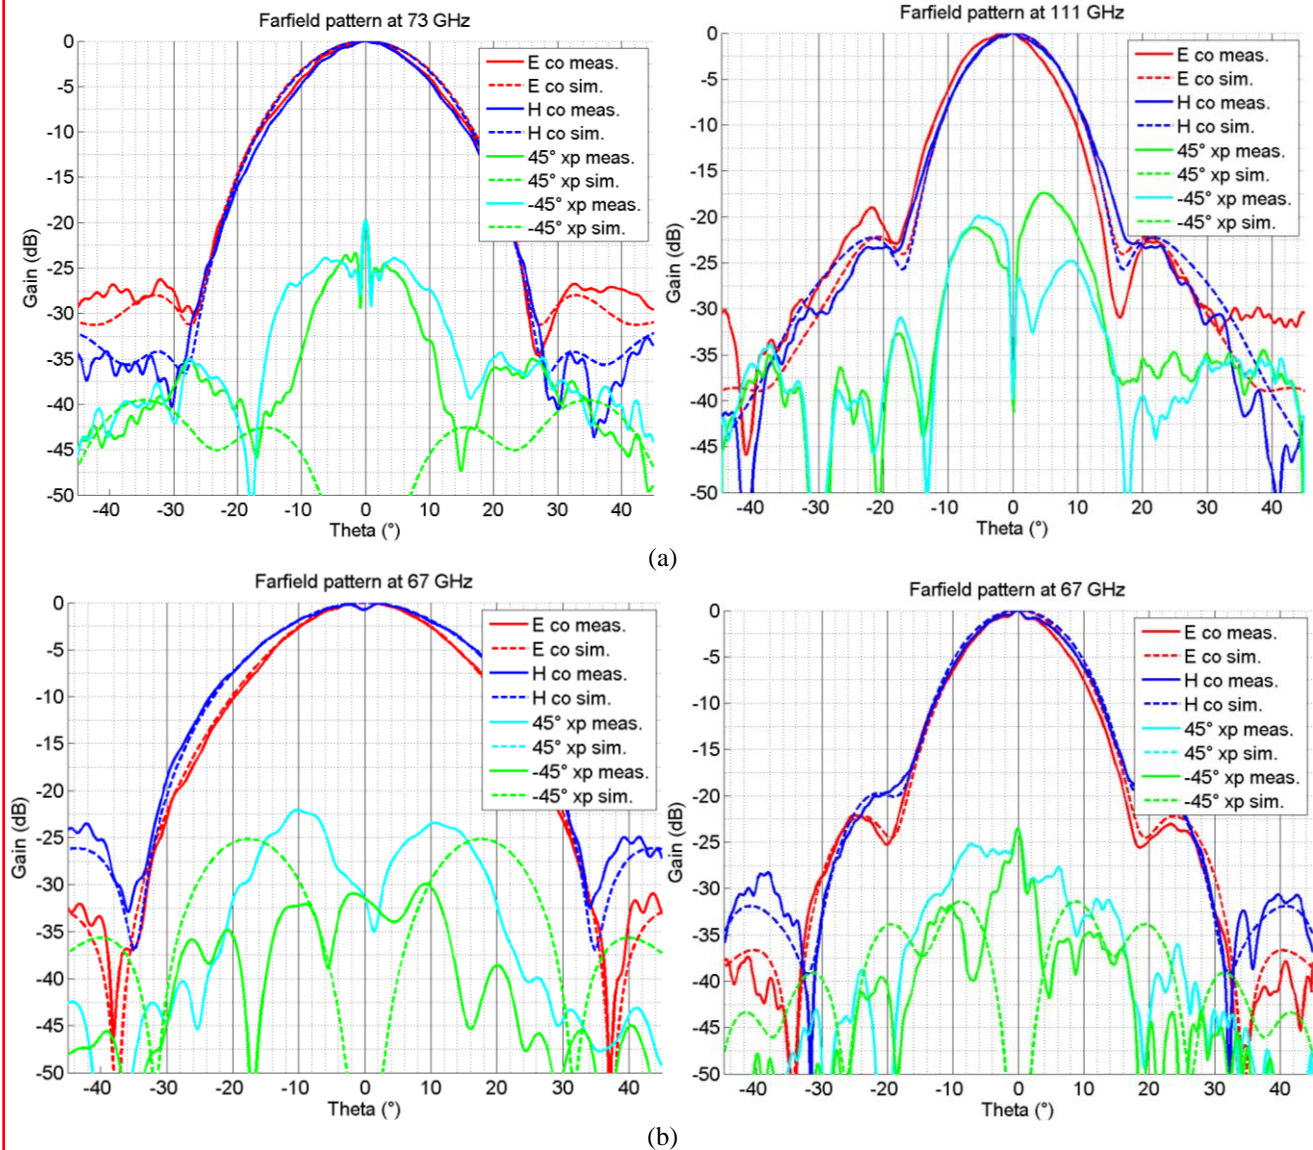 Farfield pattern at 73 GHz
0
-5
-10
-15
-20
-25
-30
-35
-40
-45
-50
Gain (dB)
-40 -30 -20 -10 0 10 20 30 40
Theta (°)
E co meas.
E co sim.
H co meas.
H co sim.
45° xp meas.
45° xp sim.
-45° xp meas.
-45° xp sim.
Farfield pattern at 111 GHz
0
-5
-10
-15
-20
-25
-30
-35
-40
-45
-50
Gain (dB)
-40 -30 -20 -10 0 10 20 30 40
Theta (°)
E co meas.
E co sim.
H co meas.
H co sim.
45° xp meas.
45° xp sim.
-45° xp meas.
-45° xp sim.
(a)
Farfield pattern at 67 GHz
0
-5
-10
-15
-20
-25
-30
-35
-40
-45
-50
Gain (dB)
-40 -30 -20 -10 0 10 20 30 40
Theta (°)
E co meas.
E co sim.
H co meas.
H co sim.
45° xp meas.
45° xp sim.
-45° xp meas.
-45° xp sim.
Farfield pattern at 67 GHz
0
-5
-10
-15
-20
-25
-30
-35
-40
-45
-50
Gain (dB)
-40 -30 -20 -10 0 10 20 30 40
Theta (°)
E co meas.
E co sim.
H co meas.
H co sim.
45° xp meas.
45° xp sim.
-45° xp meas.
-45° xp sim.
(b)